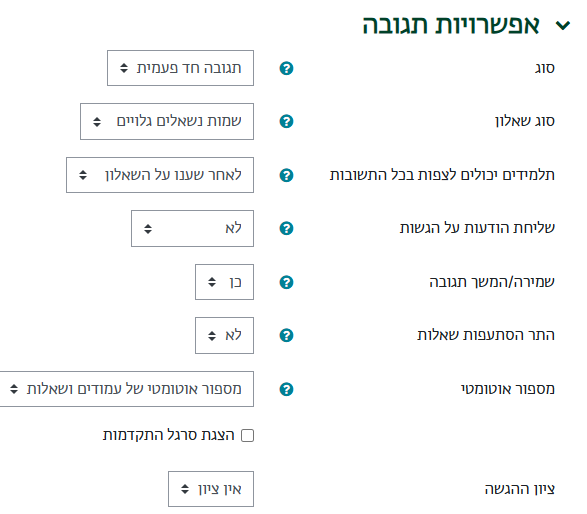 אפשרויות תגובה
סוג תגובה חד פעמית
סוג שאלון שמות נשאלים גלויים
תלמידים יכולים לצפות בכל התשובות לאחר שענו על השאלון
שליחת הודעות על הגשות לא
שמירה/המשך תגובה כן
התר הסתעפות שאלות לא
מספור אוטומטי מספור אוטומטי של עמודים ושאלות
הצגת סרגל התקדמות
ציון ההגשה אין ציון